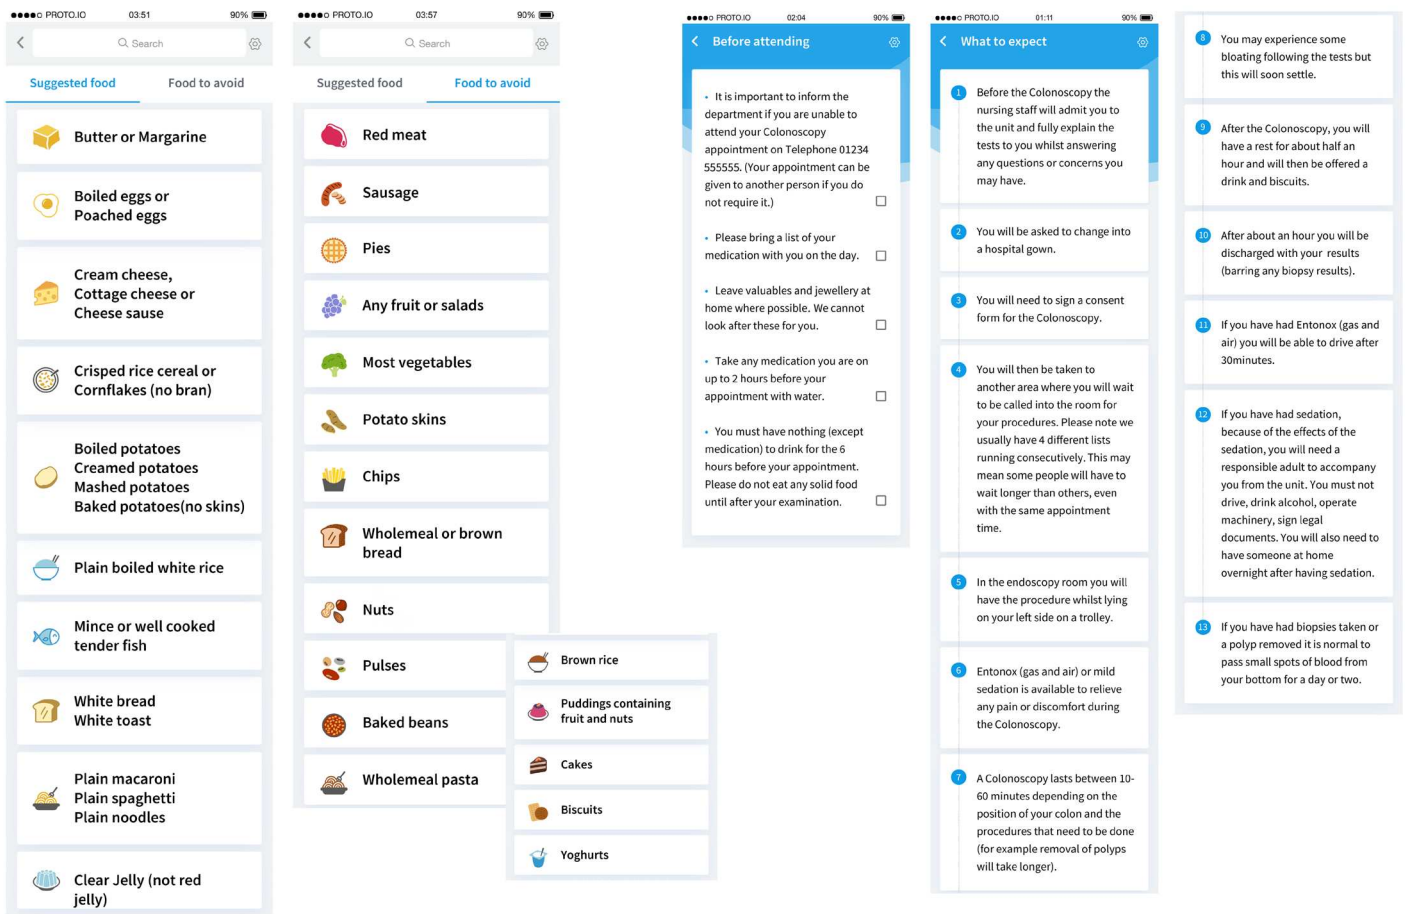 PROTO.IO 03:51 90%
Search
Suggested food Food to avoid
Butter or Margarine
Boiled eggs or
Poached eggs
Cream cheese,
Cottage cheese or
Cheese sause
Crisped rice cereal or
Cornflakes (no bran)
Boiled potatoes
Creamed potatoes
Mashed potatoes
Baked potatoes(no skins)
Plain boiled white rice
Mince or well cooked
tender fish
White bread
White toast
Plain macaroni
Plain spaghetti
Plain noodles
Clear Jelly (not red
jelly)
PROTO.IO 03:57 90%
Search
Suggested food Food to avoid
Red meat
Sausage
Pies
Any fruit or salads
Most vegetables
Potato skins
Chips
Wholemeal or brown
bread
Nuts
Pulses
Baked beans
Wholemeal pasta
Brown rice
Puddings containing
fruit and nuts
Cakes
Biscuits
Yoghurts
PROTO.IO 02:04 90%
Before attending
• It is important to inform the
department if you are unable to
attend your Colonoscopy
appointment on Telephone 01234
555555. (Your appointment can be
given to another person if you do
not require it.)
• Please bring a list of your
medication with you on the day.
• Leave valuables and jewellery at
home where possible. We cannot
look after these for you.
• Take any medication you are on
up to 2 hours before your
appointment with water.
• You must have nothing (except
medication) to drink for the 6
hours before your appointment.
Please do not eat any solid food
until after your examination.
PROTO.IO 01:11 90%
What to expect
1 Before the Colonoscopy the
nursing staff will admit you to
the unit and fully explain the
tests to you whilst answering
any questions or concerns you
may have.
2 You will be asked to change into
a hospital gown.
3 You will need to sign a consent
form for the Colonoscopy.
4 You will then be taken to
another area where you will wait
to be called into the room for
your procedures. Please note we
usually have 4 different lists
running consecutively. This may
mean some people will have to
wait longer than others, even
with the same appointment
time.
5 In the endoscopy room you will
have the procedure whilst lying
on your left side on a trolley.
6 Entonox (gas and air) or mild
sedation is available to relieve
any pain or discomfort during
the Colonoscopy.
7 A Colonoscopy lasts between 10-
60 minutes depending on the
position of your colon and the
procedures that need to be done
(for example removal of polyps
will take longer).
8 You may experience some
bloating following the tests but
this will soon settle.
9 After the Colonoscopy, you will
have a rest for about half an
hour and will then be offered a
drink and biscuits.
10 After about an hour you will be
discharged with your results
(barring any biopsy results).
11 If you have had Entonox (gas and
air) you will be able to drive after
30minutes.
12 If you have had sedation,
because of the effects of the
sedation, you will need a
responsible adult to accompany
you from the unit. You must not
drive, drink alcohol, operate
machinery, sign legal
documents. You will also need to
have someone at home
overnight after having sedation.
13 If you have had biopsies taken or
a polyp removed it is normal to
pass small spots of blood from
your bottom for a day or two.